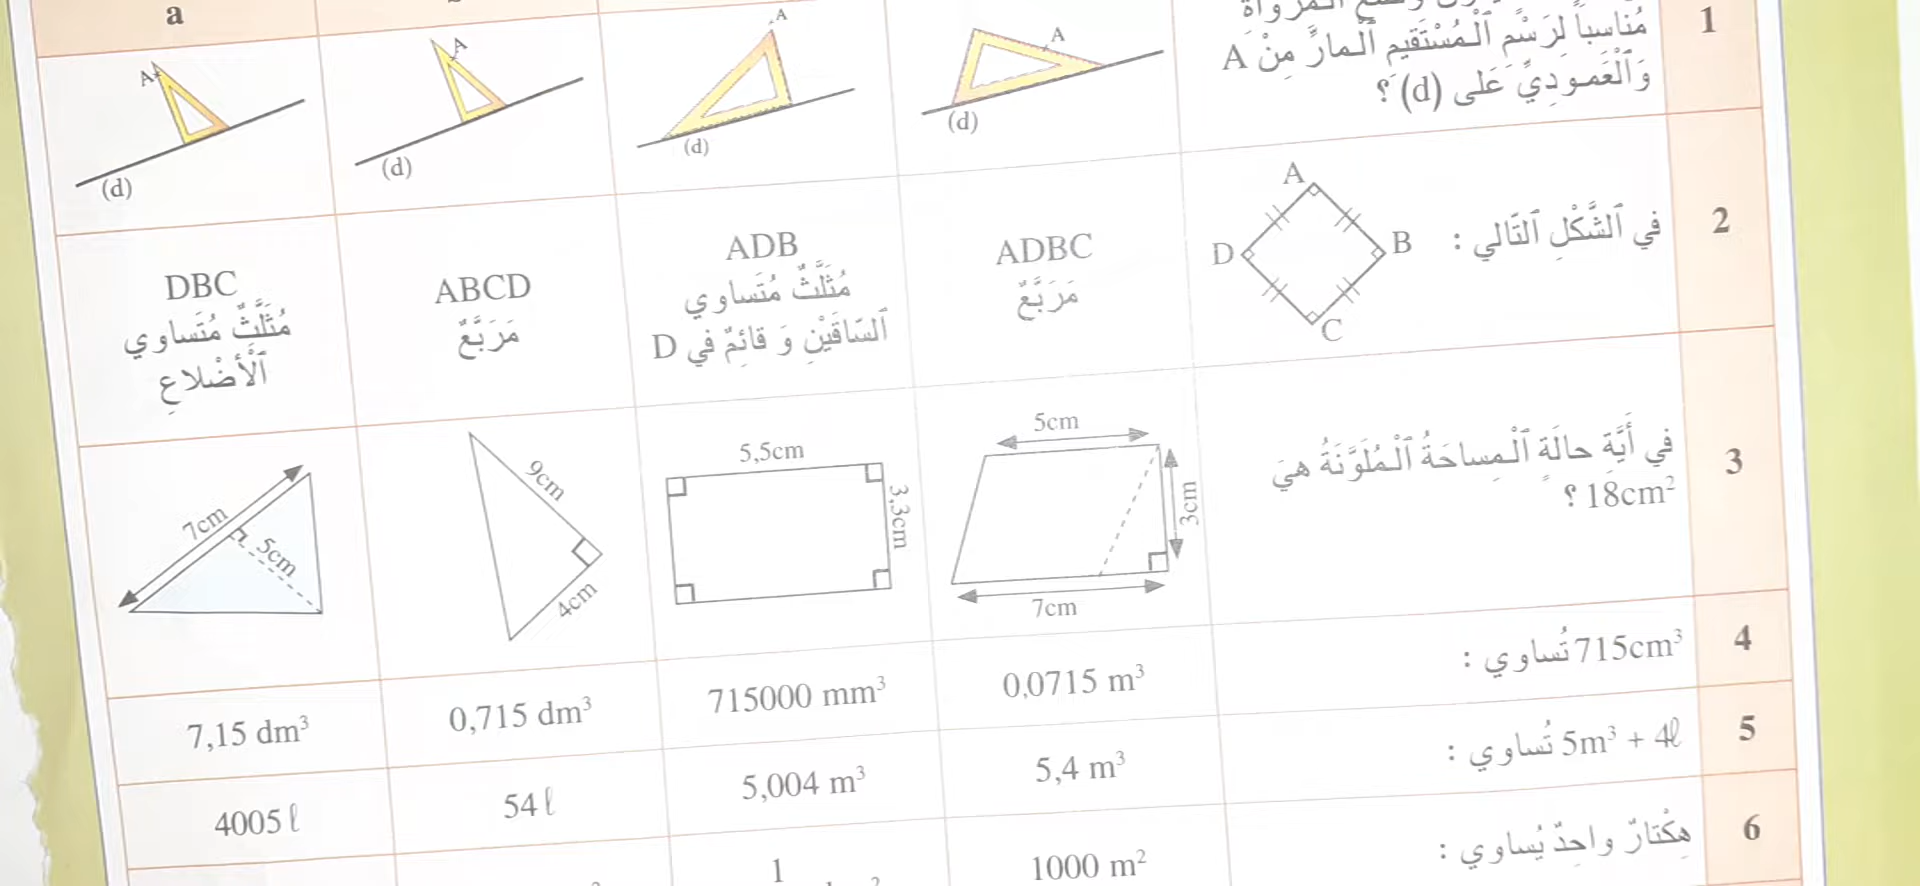 a
1
مُناسِباً لِرَسْمِ ٱلْمُسْتَقيمِ ٱلْمارِّ مِنْ A
وَٱلْعَمودِيِّ عَلى (d) ؟
A
(d)
A
(d)
A
(d)
A
(d)
2
في ٱلشَّكْلِ ٱلتّالي :
A
B
D
C
ADBC
مُرَبَّعٌ
ADB
مُثَلَّثٌ مُتَساوي
ٱلسّاقَيْنِ وَ قائِمٌ في D
ABCD
مُرَبَّعٌ
DBC
مُثَلَّثٌ مُتَساوي
ٱلْأَضْلاعِ
3
في أَيَّةِ حالَةٍ ٱلْمِساحَةُ ٱلْمُلَوَّنَةُ هِيَ
18cm² ؟
5cm
3cm
7cm
5,5cm
3,3cm
9cm
4cm
7cm
5cm
4
715cm³ تُساوي :
0,0715 m³
715000 mm³
0,715 dm³
7,15 dm³
5
5m³ + 4ℓ تُساوي :
5,4 m³
5,004 m³
54 ℓ
4005 ℓ
6
هِكْتارٌ واحِدٌ يُساوي :
1000 m²
1